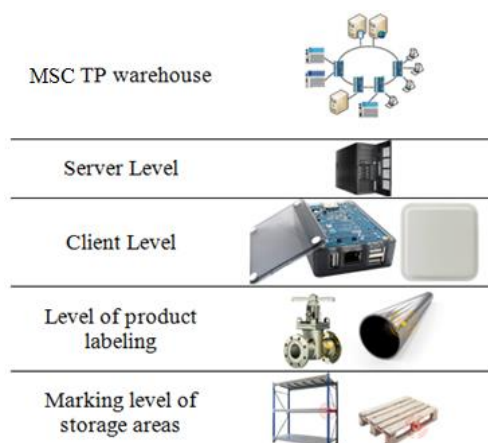 MSC TP warehouse
Server Level
Client Level
Level of product
labeling
Marking level of
storage areas